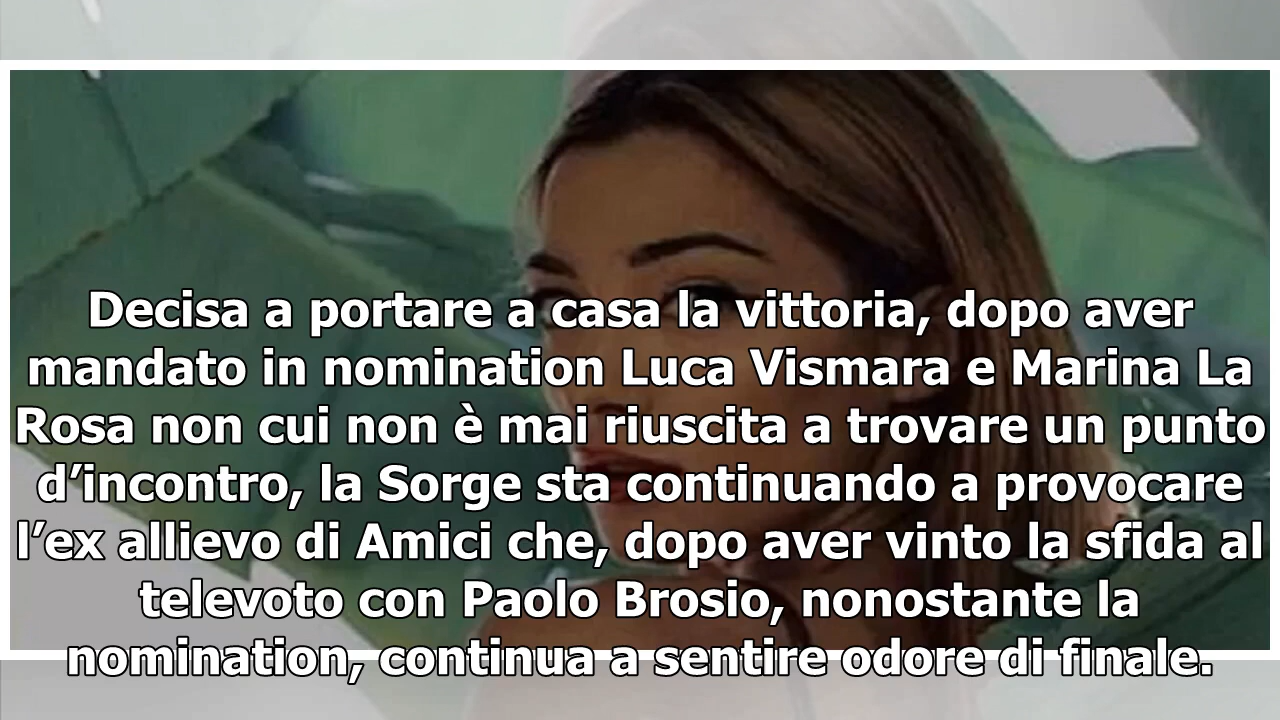 Decisa a portare a casa la vittoria, dopo aver
mandato in nomination Luca Vismara e Marina La
Rosa non cui non è mai riuscita a trovare un punto
d’incontro, la Sorge sta continuando a provocare
l’ex allievo di Amici che, dopo aver vinto la sfida al
televoto con Paolo Brosio, nonostante la
nomination, continua a sentire odore di finale.